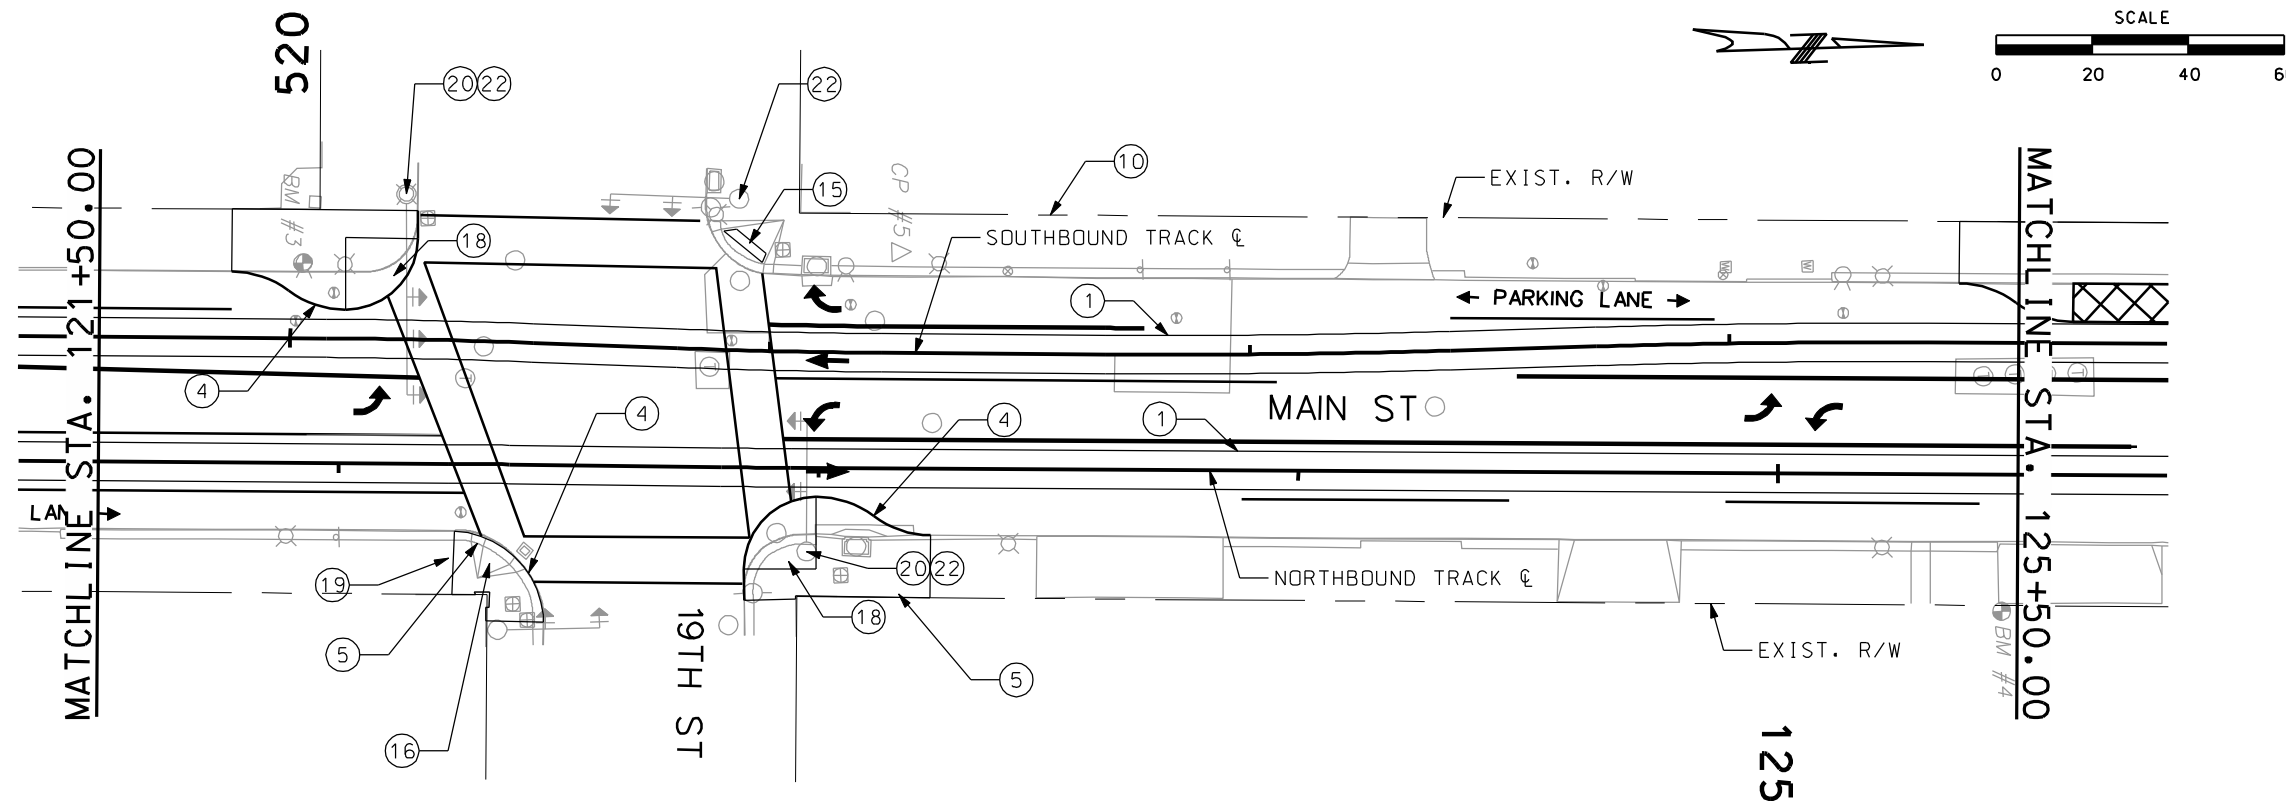 SCALE
0 20 40
520
20 22
22
10
15
BM #3
CP #5
EXIST. R/W
18
SOUTHBOUND TRACK ℄
1
← PARKING LANE →
MATCHLINE STA. 121+50.00
MATCHLINE STA. 125+50.00
4
4
4
1
MAIN ST
19
20 22
NORTHBOUND TRACK ℄
18
5
5
EXIST. R/W
BM #4
16
19TH ST
125